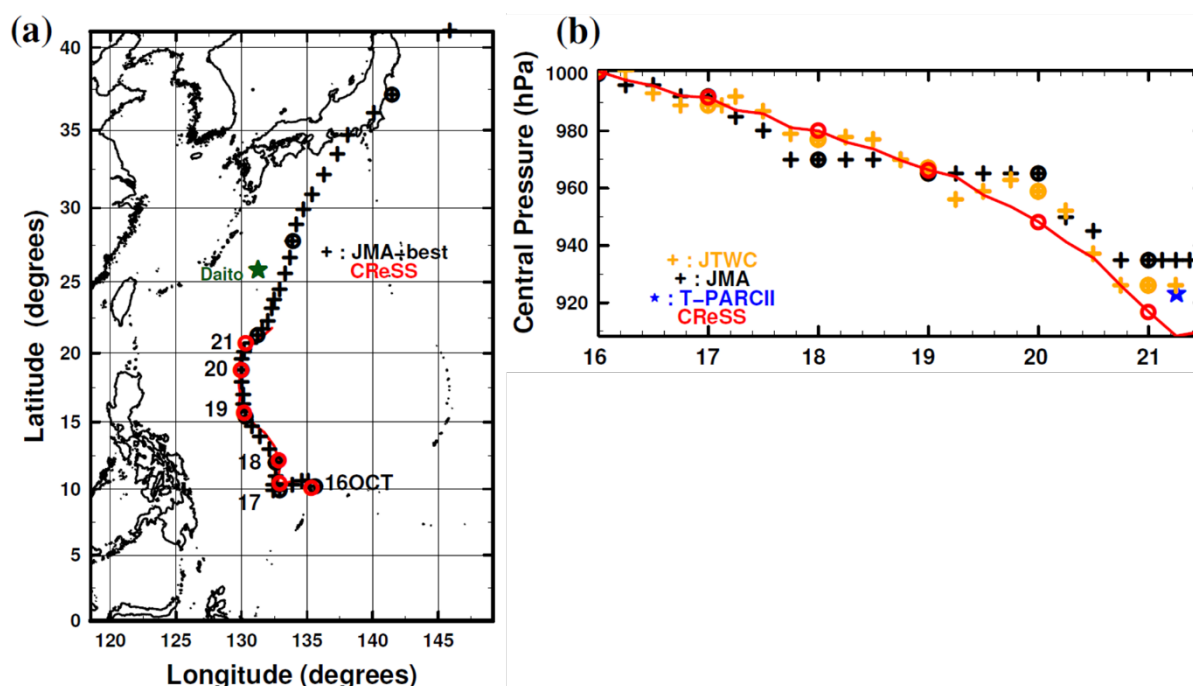 (a)
40
35
30
25
20
15
10
5
0
+ : JMA-best
CReSS
Daito
21
20
19
18
17
16OCT
120 125 130 135 140 145
Latitude (degrees)
Longitude (degrees)
(b)
1000
980
960
940
920
Central Pressure (hPa)
+ : JTWC
+ : JMA
★ : T-PARCII
CReSS
16 17 18 19 20 21